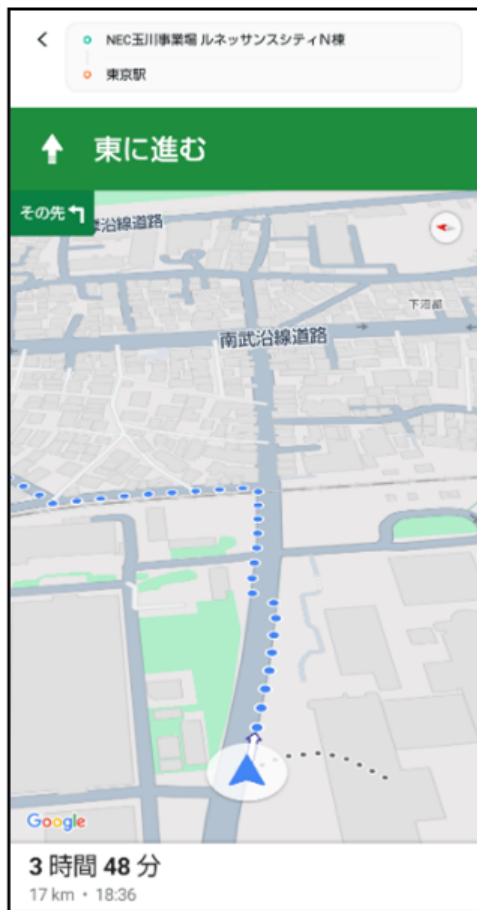 NEC玉川事業場 ルネッサンスシティN棟
東京駅
東に進む
その先
沿線道路
南武沿線道路
下沼部
Google
3 時間 48 分
17 km・18:36